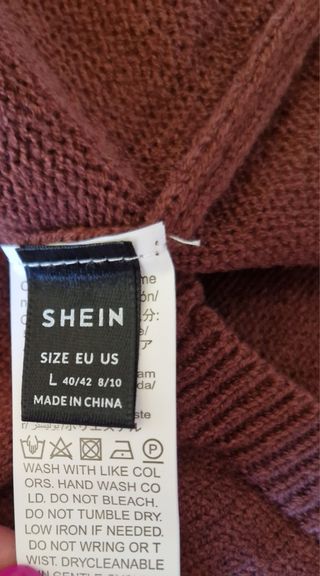 SHEIN
SIZE EU US
L 40/42 8/10
MADE IN CHINA
WASH WITH LIKE COL
ORS. HAND WASH CO
LD. DO NOT BLEACH.
DO NOT TUMBLE DRY.
LOW IRON IF NEEDED.
DO NOT WRING OR T
WIST. DRYCLEANABLE